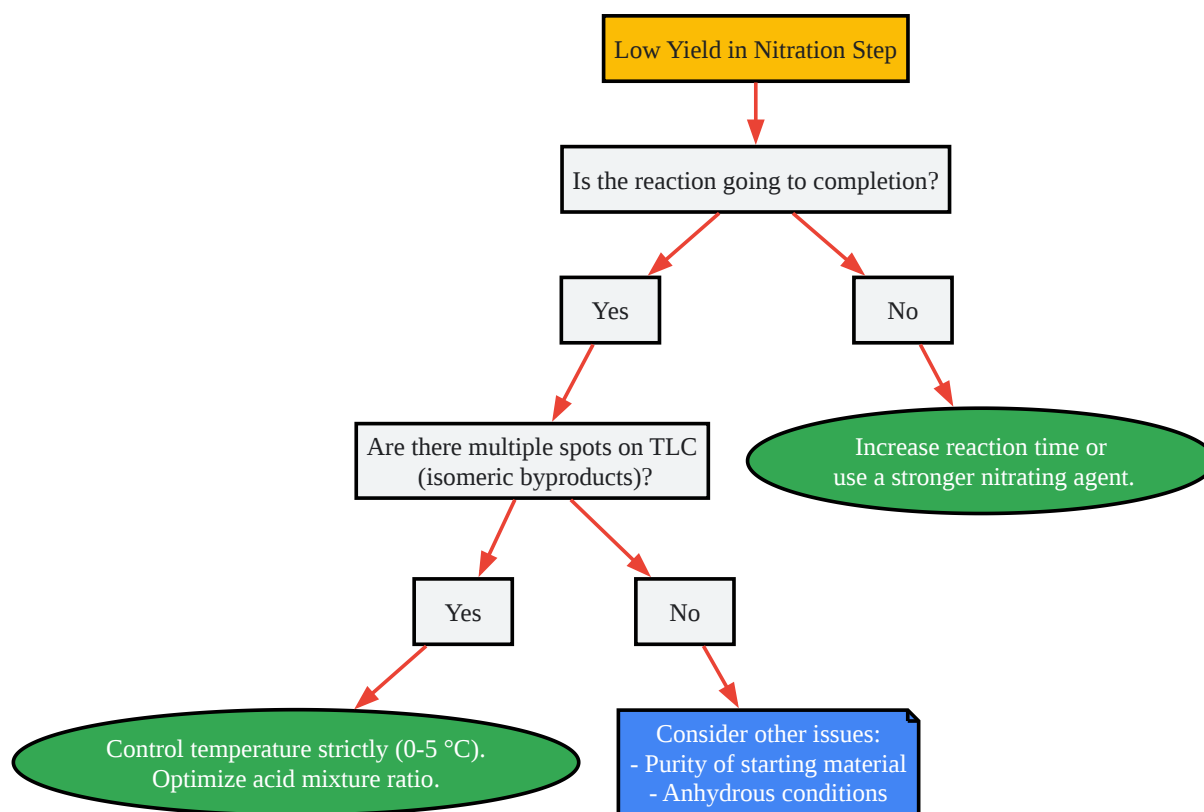 Low Yield in Nitration Step
Is the reaction going to completion?
Yes
No
Are there multiple spots on TLC
(isomeric byproducts)?
Increase reaction time or
use a stronger nitrating agent.
Yes
No
Control temperature strictly (0-5 °C).
Optimize acid mixture ratio.
Consider other issues:
- Purity of starting material
- Anhydrous conditions